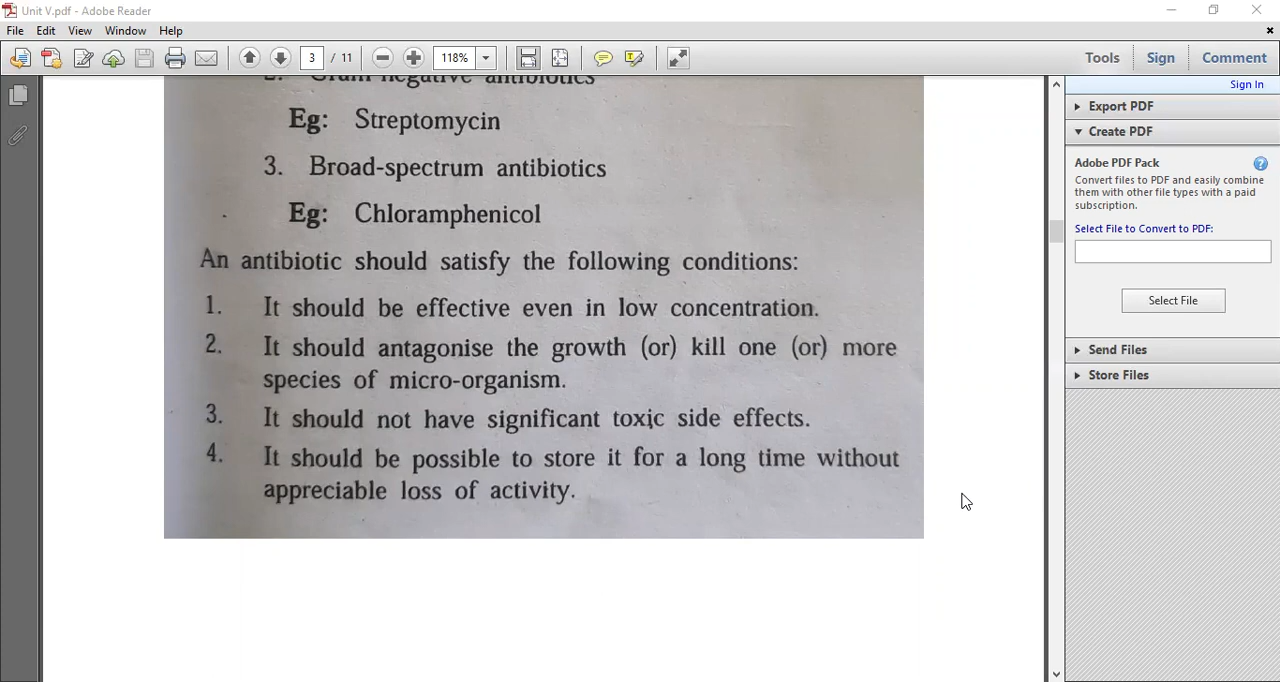 Unit V.pdf - Adobe Reader
File Edit View Window Help
3 / 11 118% Tools Sign Comment
Sign In
Export PDF
Create PDF
Adobe PDF Pack
Convert files to PDF and easily combine
them with other file types with a paid
subscription.
Select File to Convert to PDF:
Select File
Send Files
Store Files
2. Gram negative antibiotics
Eg: Streptomycin
3. Broad-spectrum antibiotics
Eg: Chloramphenicol
An antibiotic should satisfy the following conditions:
1. It should be effective even in low concentration.
2. It should antagonise the growth (or) kill one (or) more
species of micro-organism.
3. It should not have significant toxic side effects.
4. It should be possible to store it for a long time without
appreciable loss of activity.